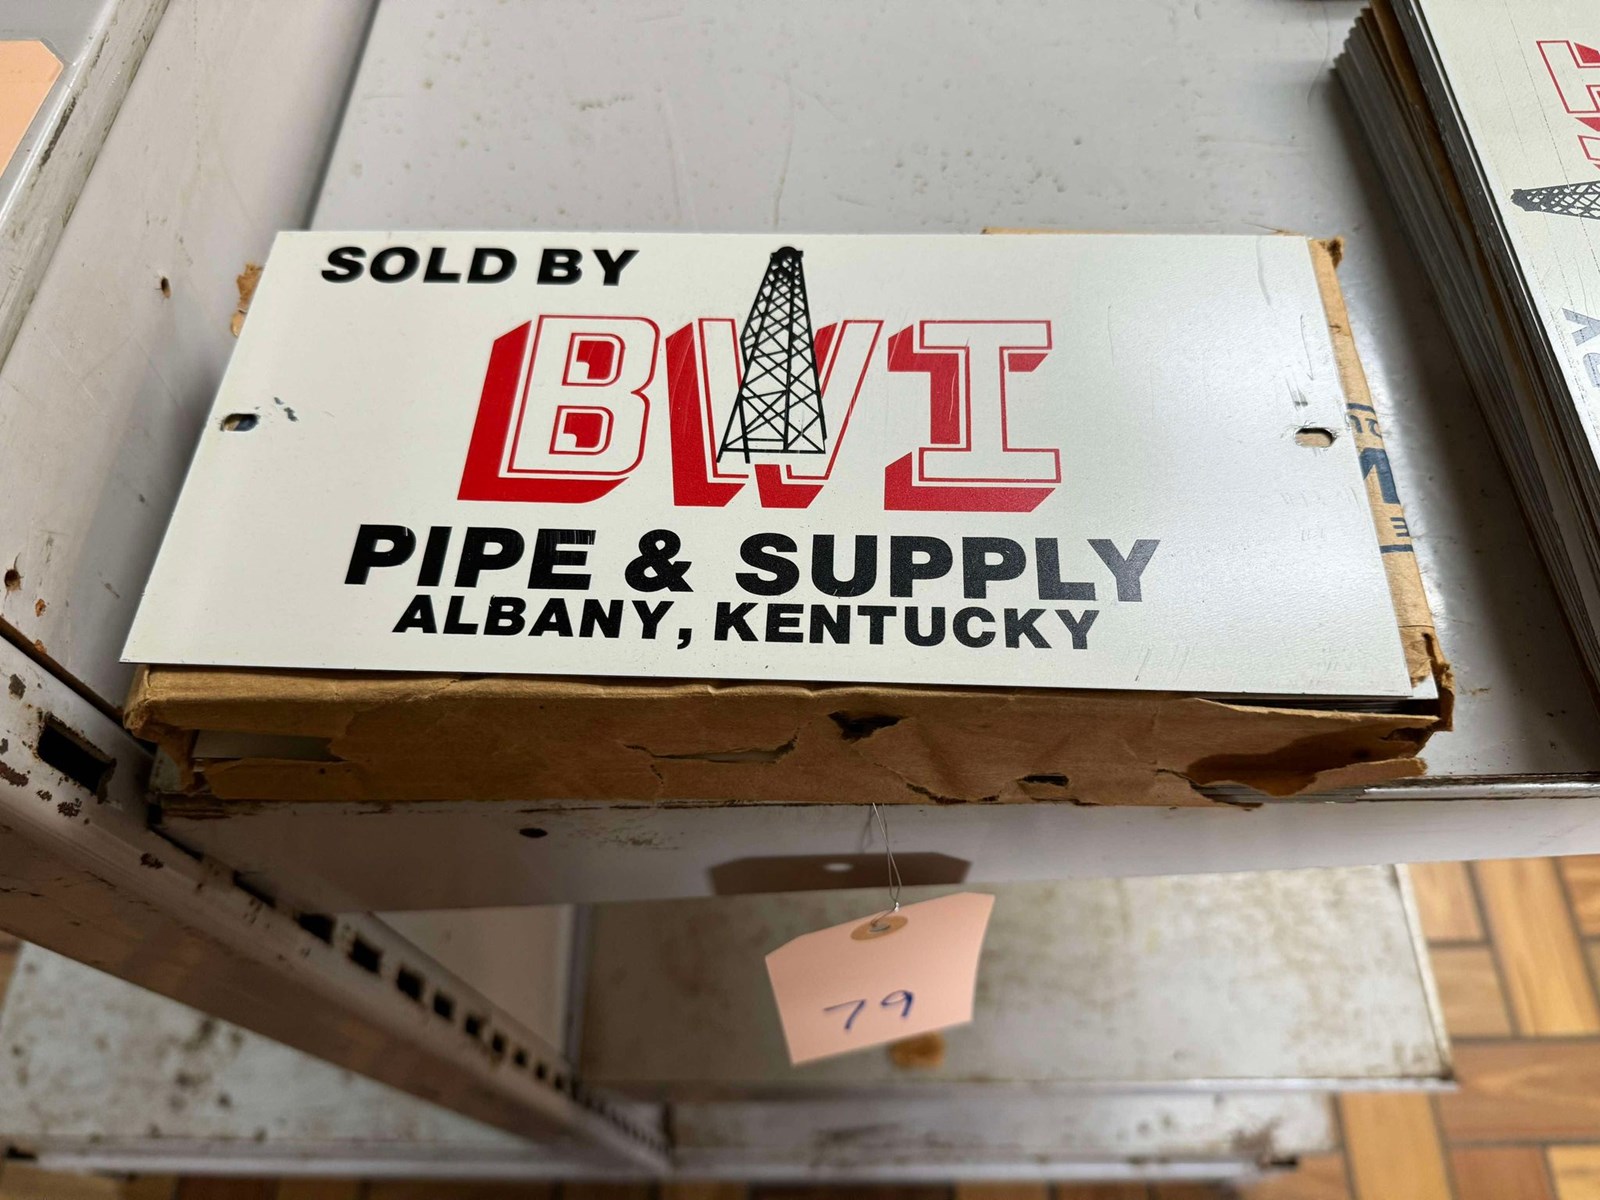 SOLD BY
BWI
PIPE & SUPPLY
ALBANY, KENTUCKY
79